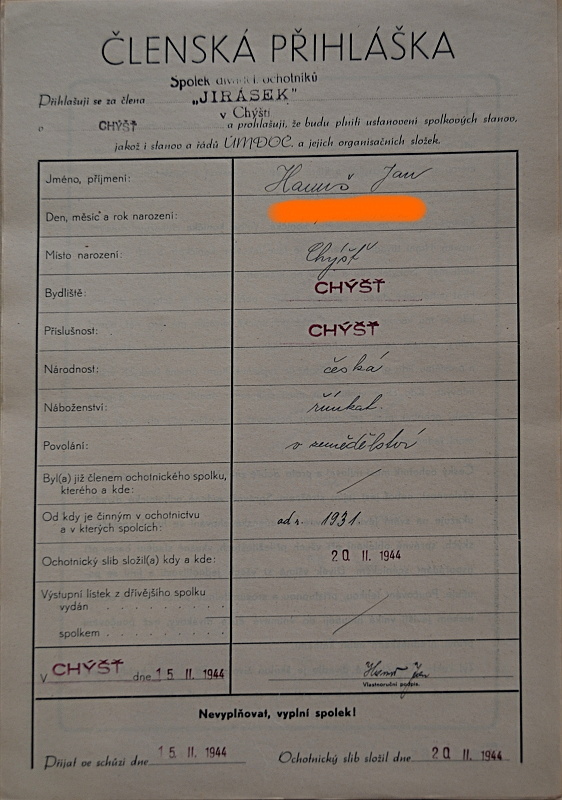 ČLENSKÁ PŘIHLÁŠKA
Spolek divad. ochotníků
Přihlašuji se za člena „JIRÁSEK"
v Chýšti
v CHÝŠŤ a prohlašuji, že budu plniti ustanovení spolkových stanov,
jakož i stanov a řádů ÚMDOČ. a jejich organisačních složek.
Jméno, příjmení: Hanuš Jan
Den, měsíc a rok narození:
Místo narození: Chýšť
Bydliště: CHÝŠŤ
Příslušnost: CHÝŠŤ
Národnost: česká
Náboženství: římkat.
Povolání: v zemědělství
Byl(a) již členem ochotnického spolku,
kterého a kde: /
Od kdy je činným v ochotnictvu
a v kterých spolcích: od r. 1931.
Ochotnický slib složil(a) kdy a kde: 20 II. 1944
Výstupní lístek z dřívějšího spolku
vydán . . . . . . . . . . . .
spolkem . . . . . . . . . . . /
V CHÝŠŤ dne 15 II. 1944 Hanuš Jan
Vlastnoruční podpis.
Nevyplňovat, vyplní spolek!
Přijat ve schůzi dne 15 II. 1944 Ochotnický slib složil dne 20 II. 1944